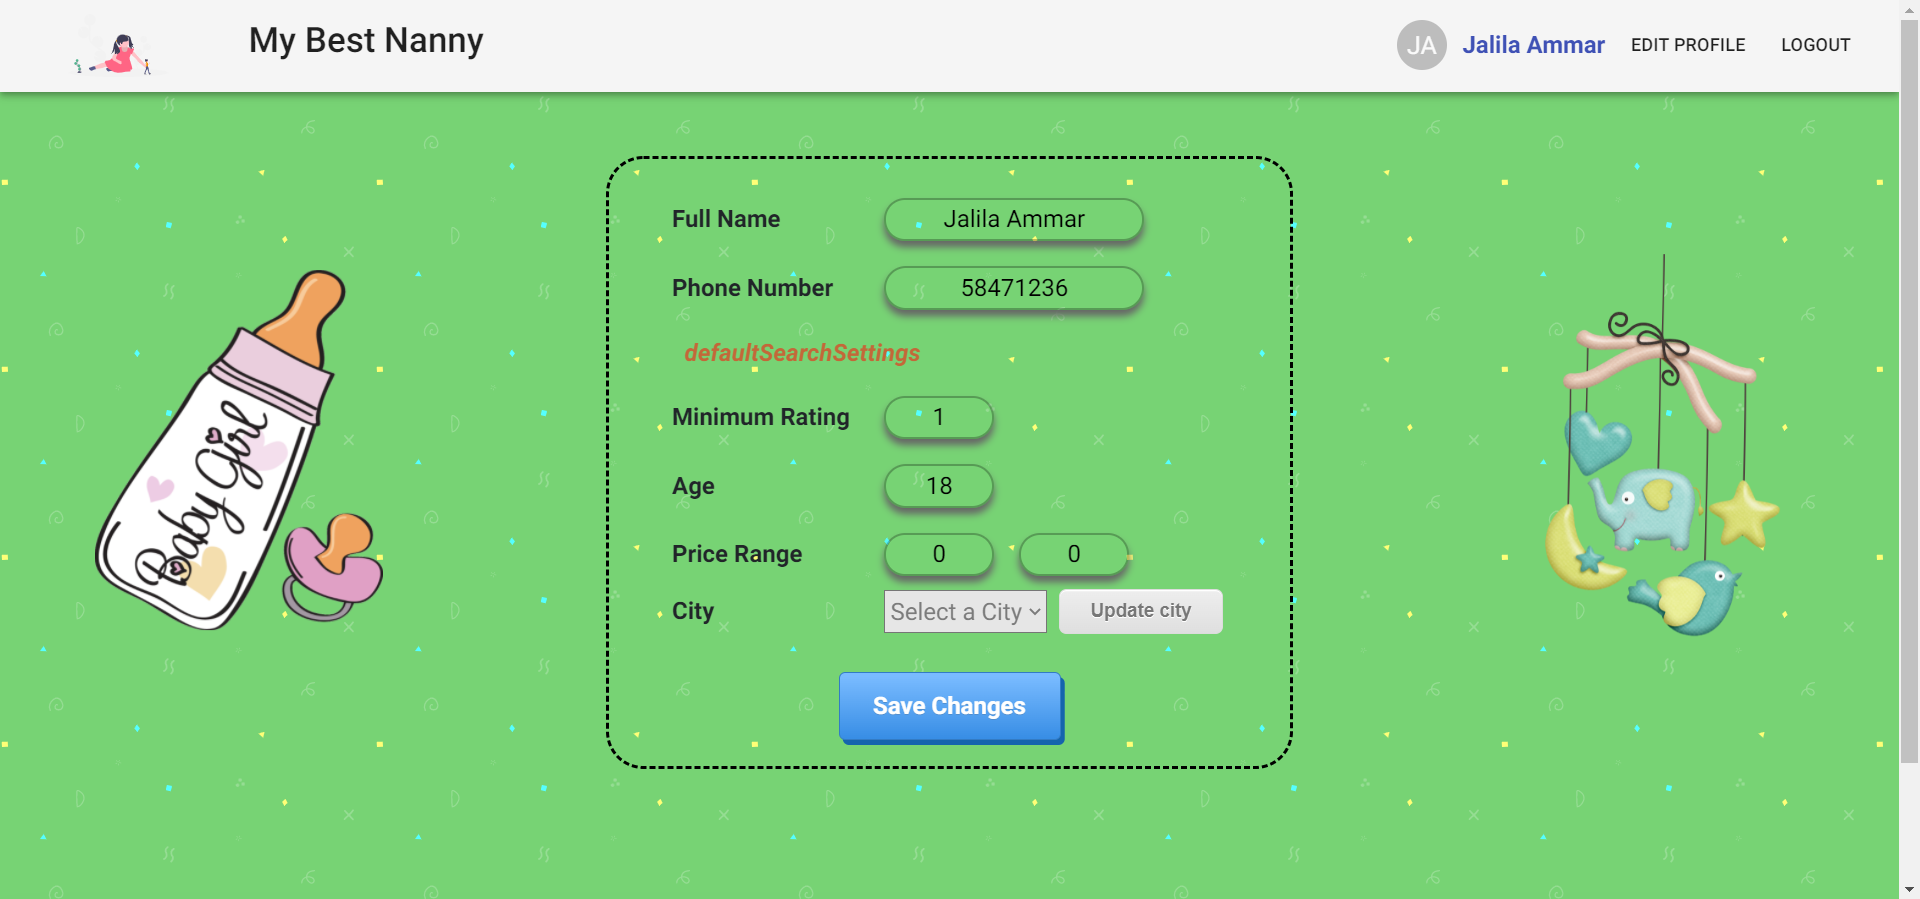 My Best Nanny
JA Jalila Ammar EDIT PROFILE LOGOUT
Full Name Jalila Ammar
Phone Number 58471236
defaultSearchSettings
Minimum Rating 1
Age 18
Price Range 0 0
City Select a City Update city
Save Changes
Baby Girl